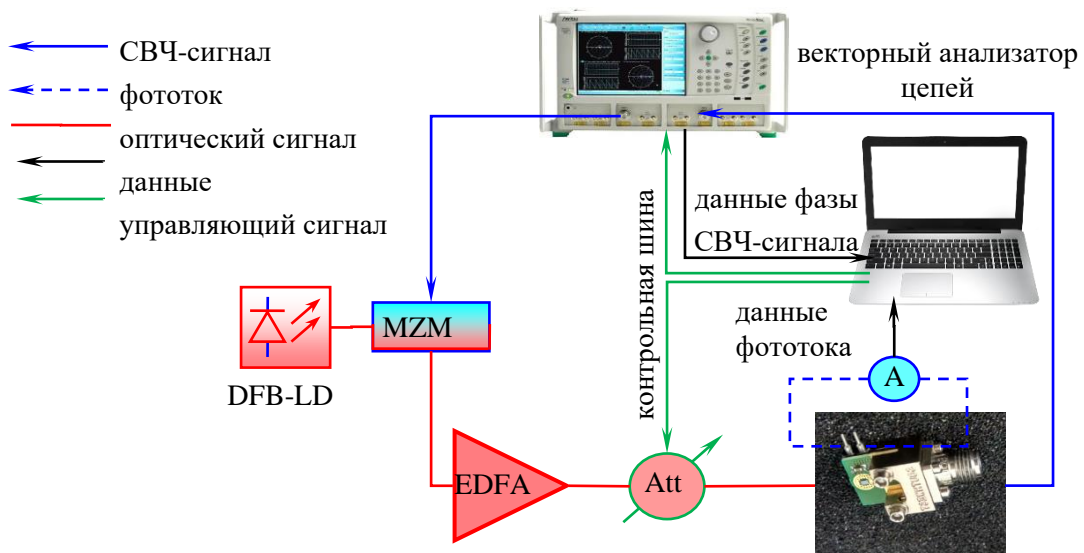 СВЧ-сигнал
фототок
оптический сигнал
данные
управляющий сигнал
векторный анализатор
цепей
данные фазы
СВЧ-сигнала
контрольная шина
MZM
DFB-LD
данные
фототока
A
EDFA
Att